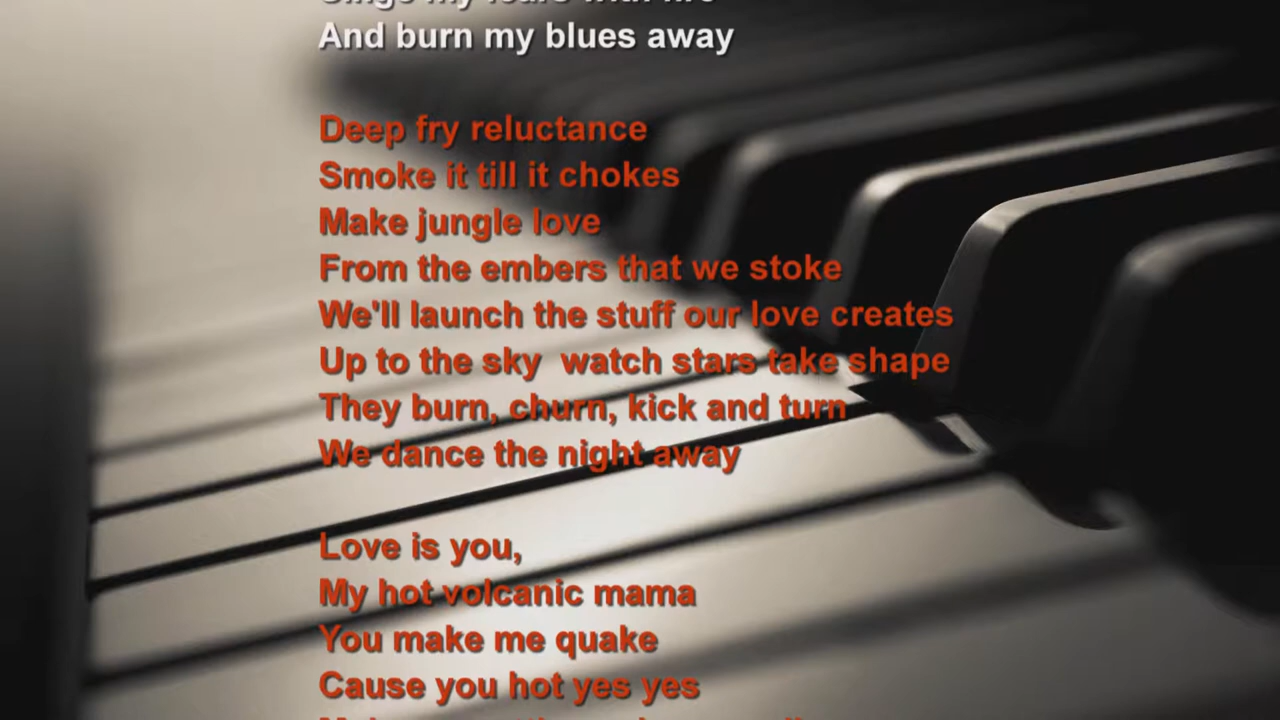 And burn my blues away
Deep fry reluctance
Smoke it till it chokes
Make jungle love
From the embers that we stoke
We'll launch the stuff our love creates
Up to the sky  watch stars take shape
They burn, churn, kick and turn
We dance the night away
Love is you,
My hot volcanic mama
You make me quake
Cause you hot yes yes